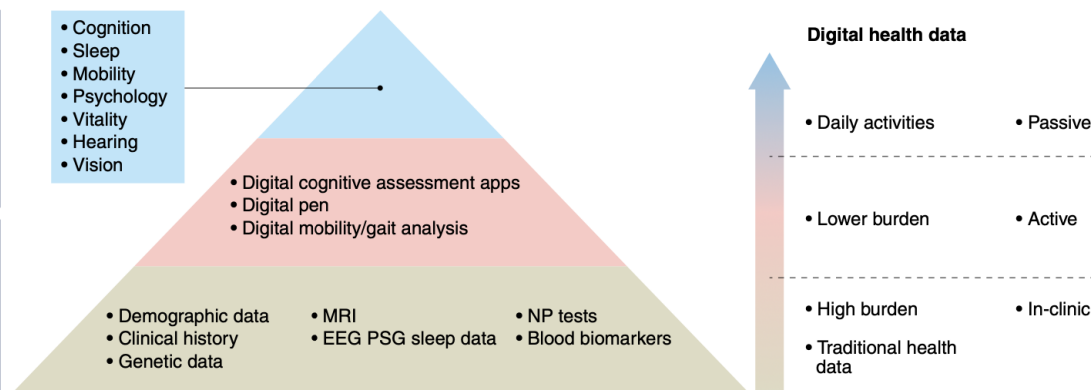 • Cognition
• Sleep
• Mobility
• Psychology
• Vitality
• Hearing
• Vision
• Digital cognitive assessment apps
• Digital pen
• Digital mobility/gait analysis
• Demographic data
• Clinical history
• Genetic data
• MRI
• EEG PSG sleep data
• NP tests
• Blood biomarkers
Digital health data
• Daily activities
• Passive
• Lower burden
• Active
• High burden
• In-clinic
• Traditional health
data